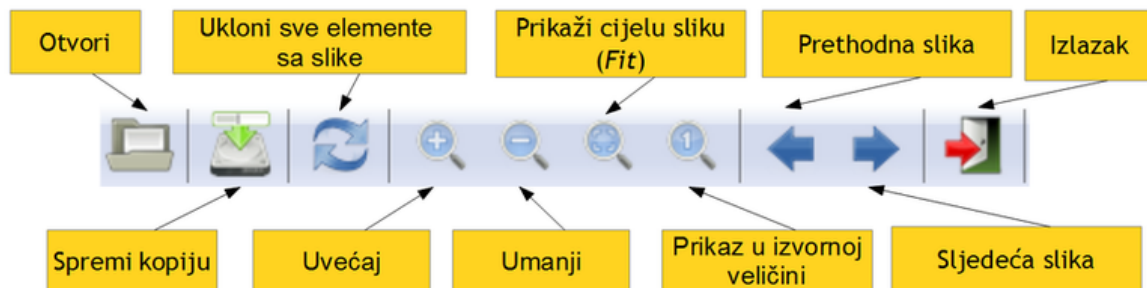 Otvori
Ukloni sve elemente
sa slike
Prikaži cijelu sliku
(Fit)
Prethodna slika
Izlazak
1
Spremi kopiju
Uvećaj
Umanji
Prikaz u izvornoj
veličini
Sljedeća slika